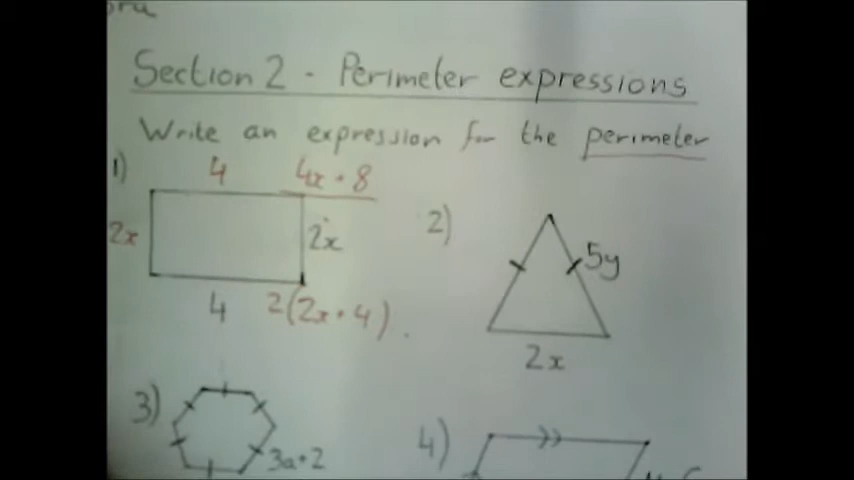 Section 2 - Perimeter expressions
Write an expression for the perimeter
1)
4
4x + 8
2x
2x
4
2(2x + 4)
2)
5y
2x
3)
3a+2
4)